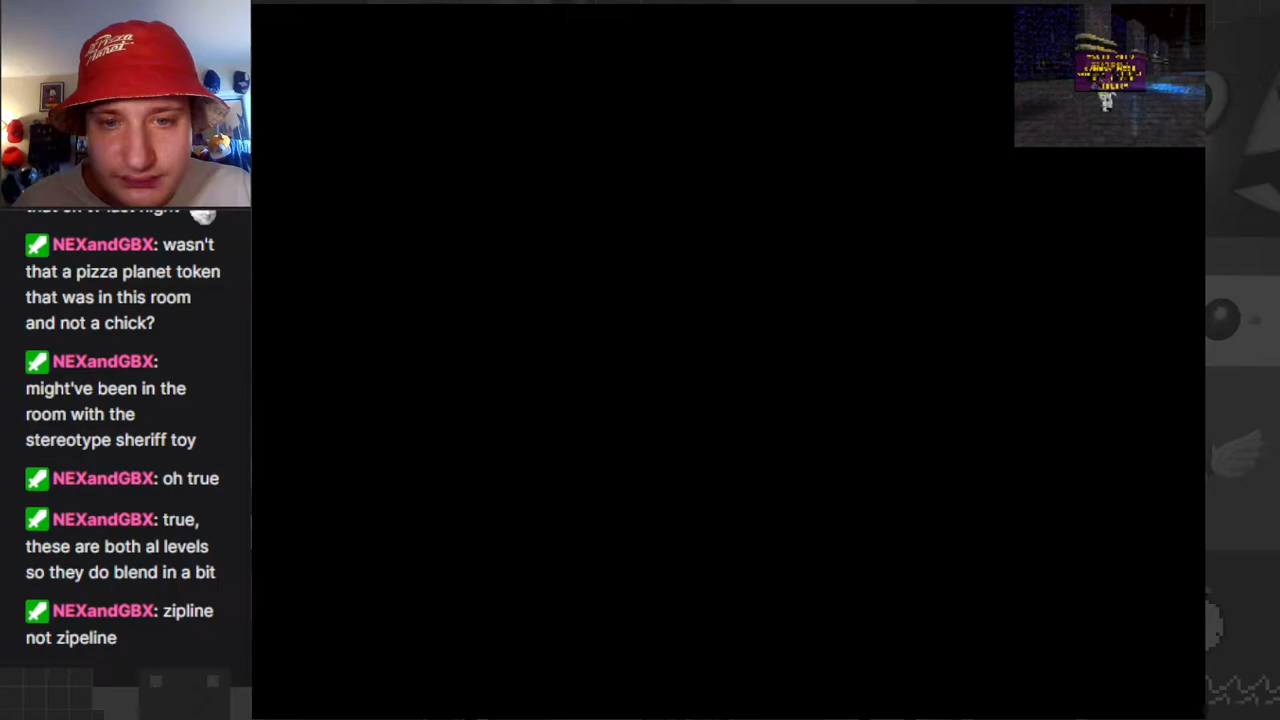 Pizza
Planet
NEXandGBX: wasn't
that a pizza planet token
that was in this room
and not a chick?
NEXandGBX:
might've been in the
room with the
stereotype sheriff toy
NEXandGBX: oh true
NEXandGBX: true,
these are both al levels
so they do blend in a bit
NEXandGBX: zipline
not zipeline